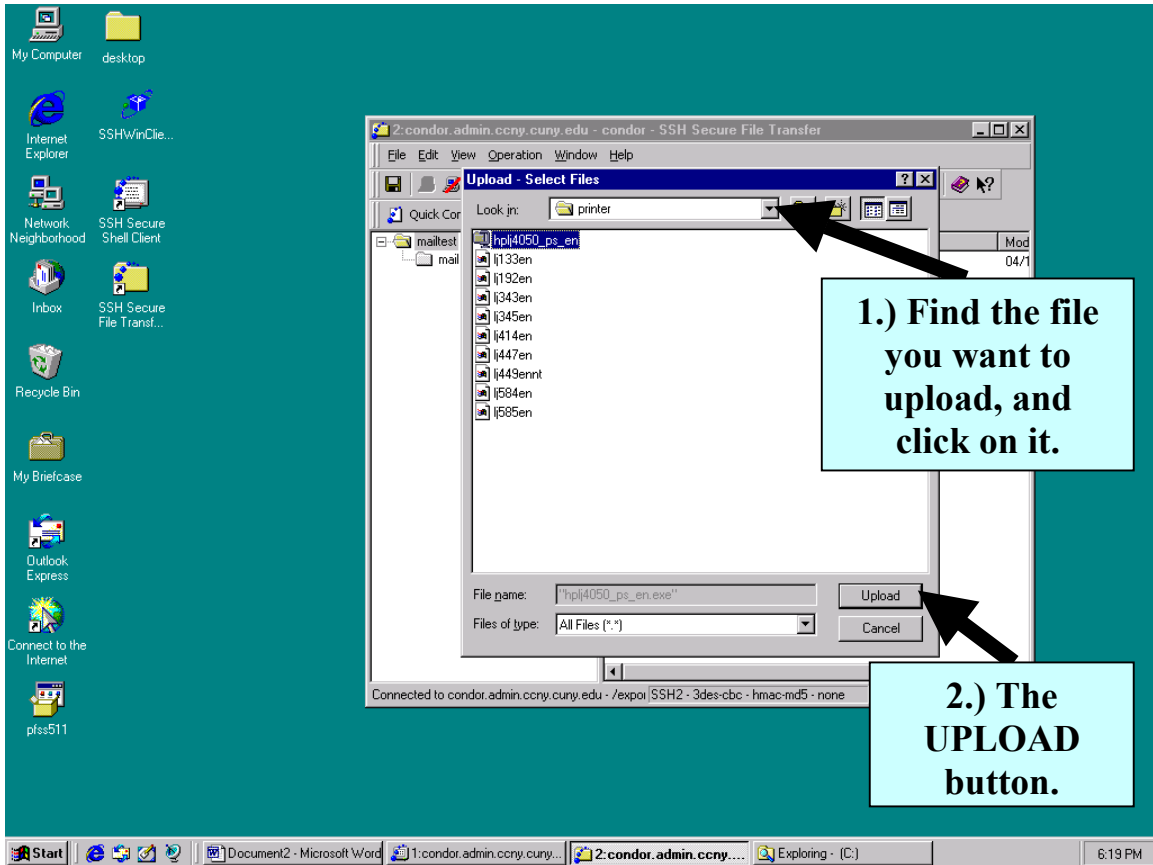 My Computer
desktop
Internet
Explorer
SSHWinClie...
Network
Neighborhood
SSH Secure
Shell Client
Inbox
SSH Secure
File Transf...
Recycle Bin
My Briefcase
Outlook
Express
Connect to the
Internet
pfss511
2:condor.admin.ccny.cuny.edu - condor - SSH Secure File Transfer
File Edit View Operation Window Help
Quick Cor
mailtest
mail
Mod
04/1
Upload - Select Files
Look in:
printer
hplj4050_ps_en
lj133en
lj192en
lj343en
lj345en
lj414en
lj447en
lj449ennt
lj584en
lj585en
File name:
"hplj4050_ps_en.exe"
Upload
Files of type:
All Files (*.*)
Cancel
Connected to condor.admin.ccny.cuny.edu - /expor
SSH2 - 3des-cbc - hmac-md5 - none
1.) Find the file
you want to
upload, and
click on it.
2.) The
UPLOAD
button.
Start
Document2 - Microsoft Word
1:condor.admin.ccny.cuny...
2:condor.admin.ccny....
Exploring - (C:)
6:19 PM